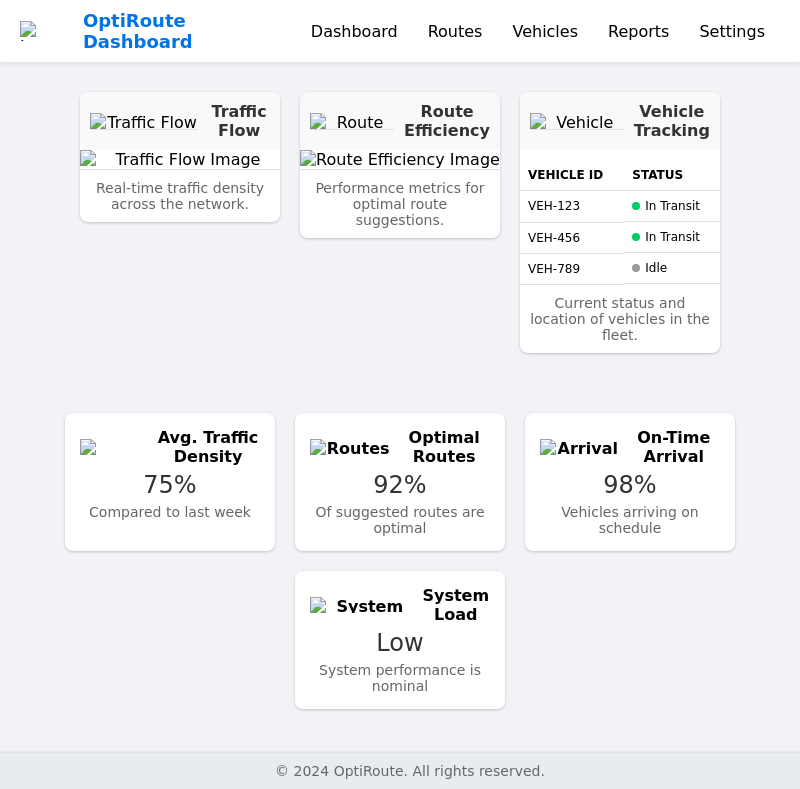 OptiRoute
Dashboard
Dashboard Routes Vehicles Reports Settings
Traffic Flow
Traffic
Flow
Traffic Flow Image
Real-time traffic density
across the network.
Route
Route
Efficiency
Route Efficiency Image
Performance metrics for
optimal route
suggestions.
Vehicle
Vehicle
Tracking
VEHICLE ID STATUS
VEH-123 In Transit
VEH-456 In Transit
VEH-789 Idle
Current status and
location of vehicles in the
fleet.
Avg. Traffic
Density
75%
Compared to last week
Routes
Optimal
Routes
92%
Of suggested routes are
optimal
Arrival
On-Time
Arrival
98%
Vehicles arriving on
schedule
System
System
Load
Low
System performance is
nominal
© 2024 OptiRoute. All rights reserved.